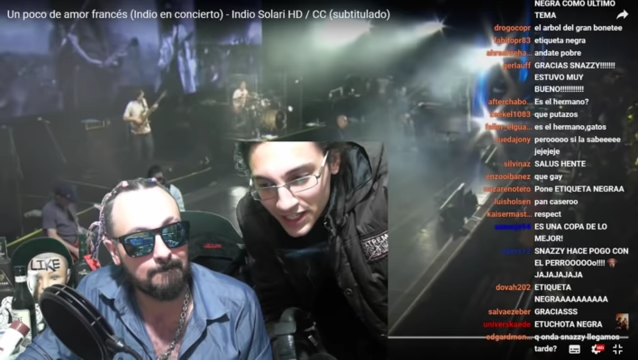 Un poco de amor francés (Indio en concierto) - Indio Solari HD / CC (subtitulado)
NEGRA COMO ULTIMO
TEMA
drogocopr el arbol del gran bonetee
etiqueta negra
andate pobre
GRACIAS SNAZZY!!!!!!!
ESTUVO MUY
BUENO!!!!!!!!!!!
Es el hermano?
que putazos
es el hermano,gatos
perooooo si la sabeeeee
jejejeje
silvinaz SALUS HENTE
enzooibanez que gay
Pone ETIQUETA NEGRAA
luisholsen pan caseroo
kaisermast... respect
ES UNA COPA DE LO
MEJOR!
SNAZZY HACE POGO CON
EL PERROOOOOo!!!!
JAJAJAJAJA
dovah202 ETIQUETA
NEGRAAAAAAAAAA
salvaezeber GRACIASSS
ETUCHOTA NEGRA
q onda snazzy llegamos
tarde?
LIKE